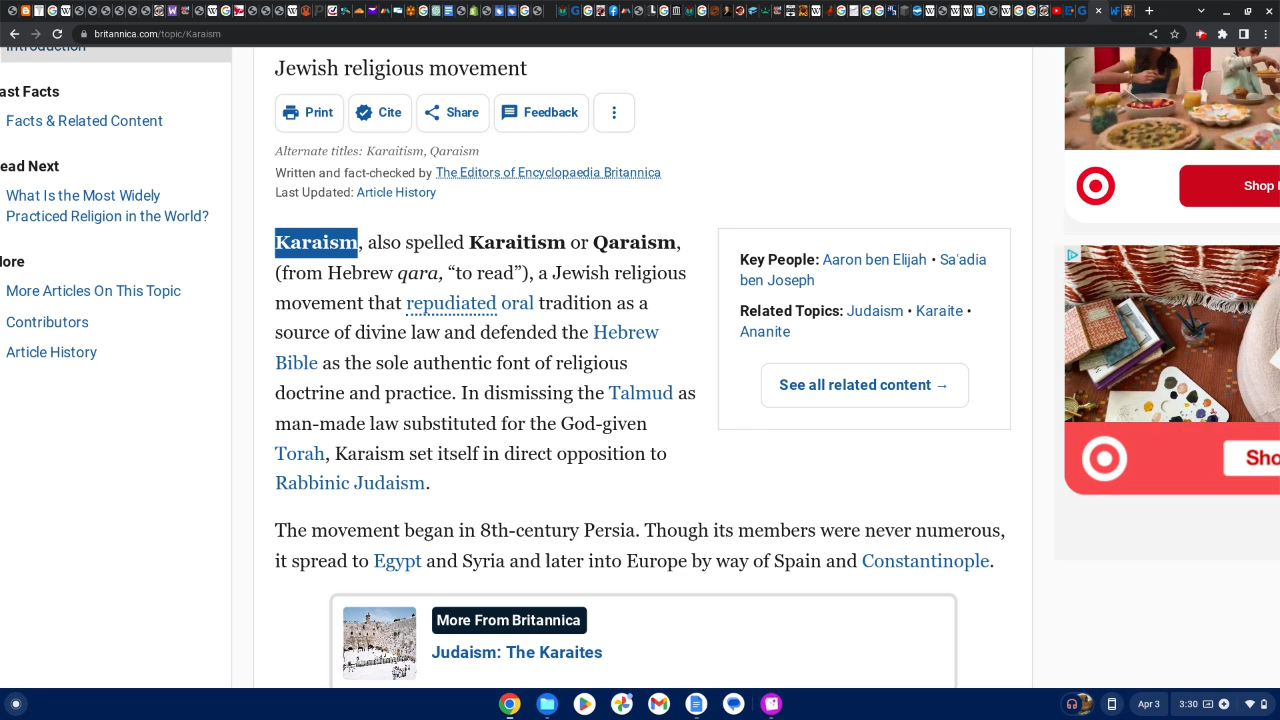 britannica.com/topic/Karaism
Introduction
Jewish religious movement
ast Facts
Facts & Related Content
ead Next
What Is the Most Widely
Practiced Religion in the World?
lore
More Articles On This Topic
Contributors
Article History
Print
Cite
Share
Feedback
Alternate titles: Karaitism, Qaraism
Written and fact-checked by The Editors of Encyclopaedia Britannica
Last Updated: Article History
Karaism, also spelled Karaitism or Qaraism,
(from Hebrew qara, “to read”), a Jewish religious
movement that repudiated oral tradition as a
source of divine law and defended the Hebrew
Bible as the sole authentic font of religious
doctrine and practice. In dismissing the Talmud as
man-made law substituted for the God-given
Torah, Karaism set itself in direct opposition to
Rabbinic Judaism.
Key People: Aaron ben Elijah • Saʿadia
ben Joseph
Related Topics: Judaism • Karaite •
Ananite
See all related content →
The movement began in 8th-century Persia. Though its members were never numerous,
it spread to Egypt and Syria and later into Europe by way of Spain and Constantinople.
More From Britannica
Judaism: The Karaites
Shop
Sho
Apr 3
3:30